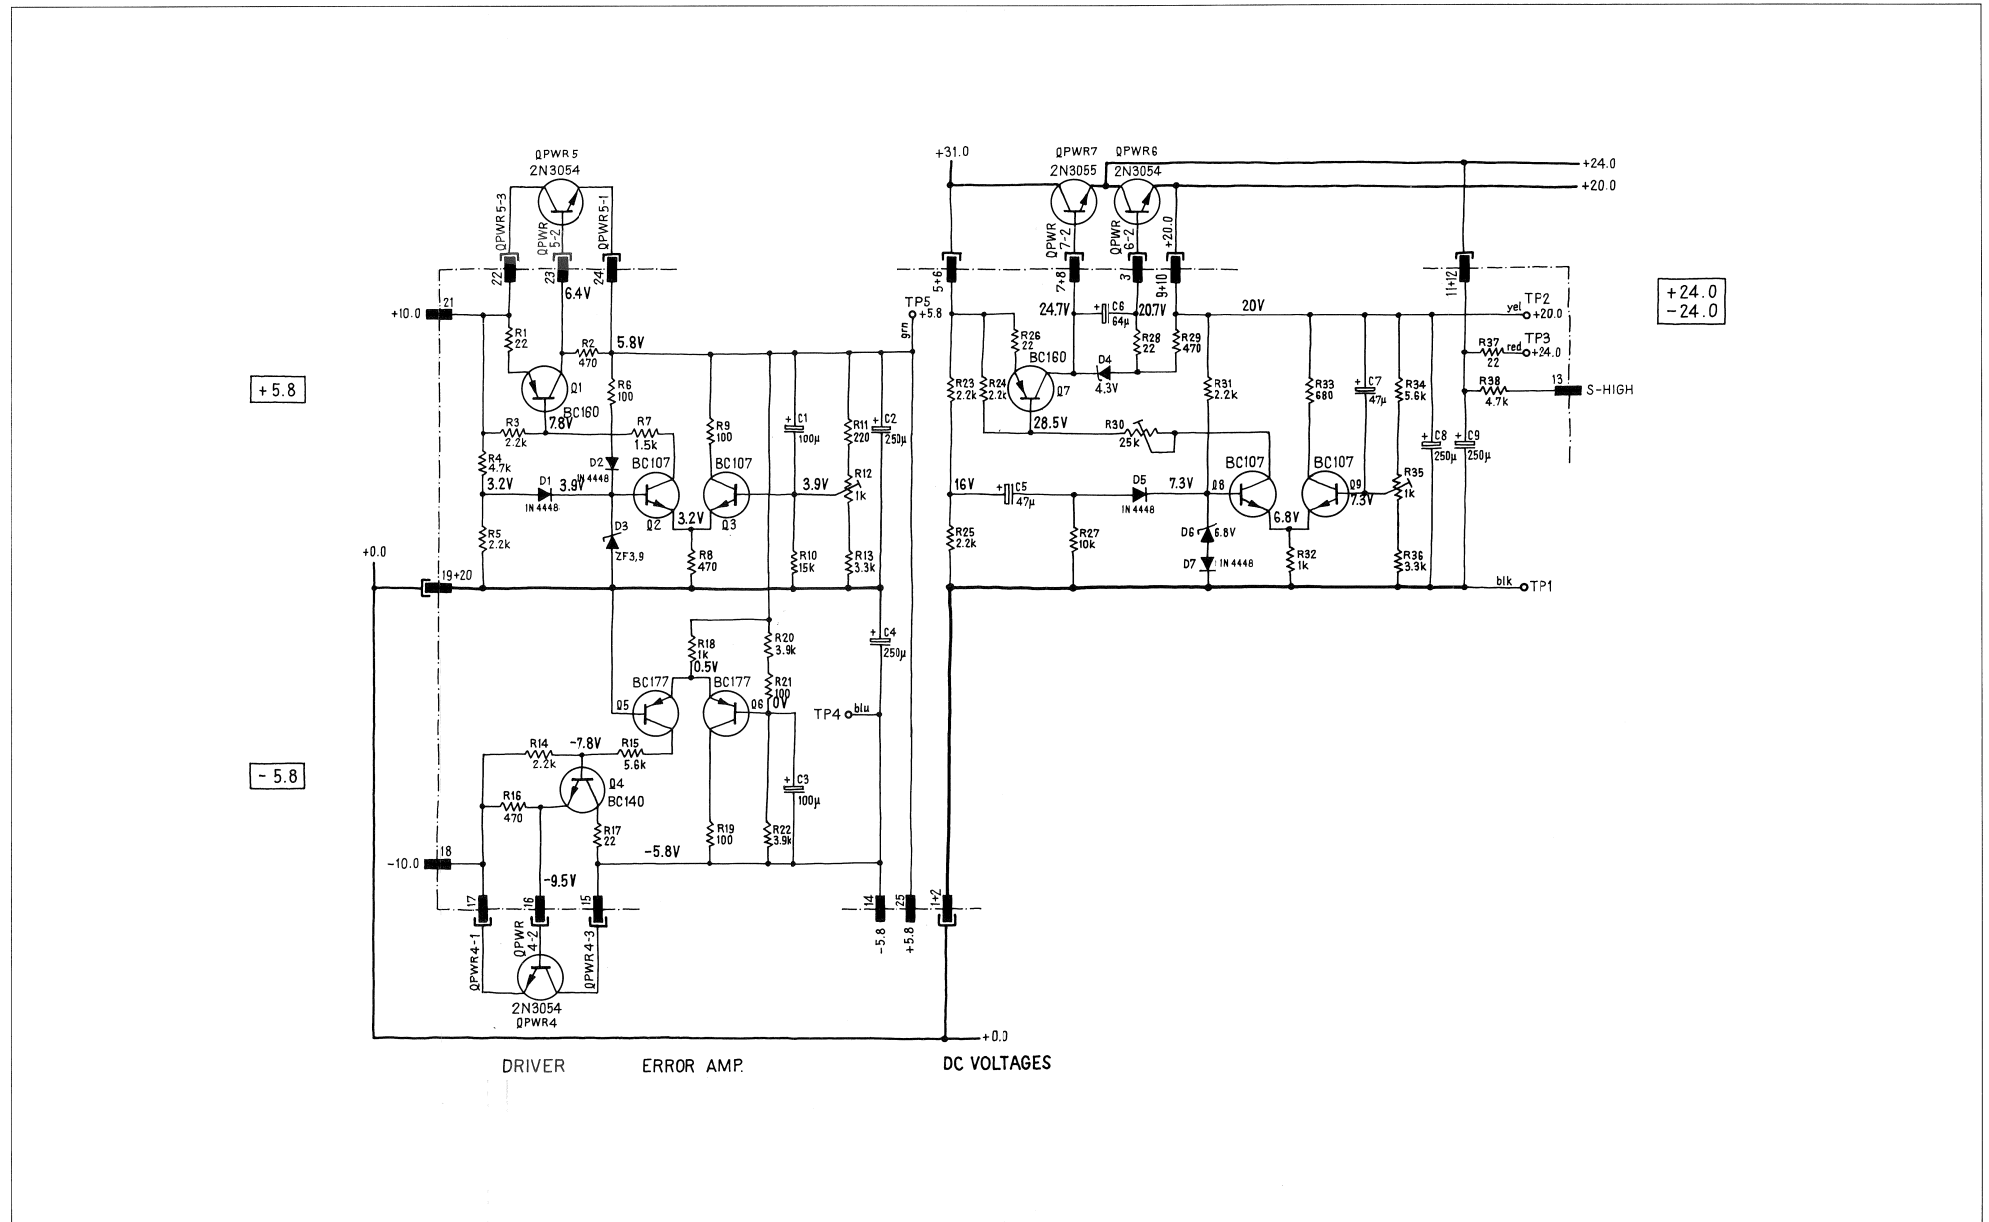 QPWR5
2N3054
QPWR5-3
QPWR
5-2
QPWR5-1
22
23
24
6.4V
21
+10.0
R1
22
R2
470
5.8V
TP5
+5.8
grn
Q1
BC160
7.8V
R6
100
R3
2.2k
R7
1.5k
R4
4.7k
3.2V
D1
1N4448
3.9V
D2
1N4448
BC107
BC107
R9
100
C1
100µ
R11
220
C2
250µ
R12
1k
3.9V
Q2
3.2V
Q3
R5
2.2k
D3
ZF3,9
R8
470
R10
15k
R13
3.3k
+5.8
+0.0
19+20
R18
1k
0.5V
R20
3.9k
C4
250µ
BC177
BC177
R21
100
0V
Q5
Q6
TP4
blu
R14
2.2k
-7.8V
R15
5.6k
Q4
BC140
C3
100µ
- 5.8
R16
470
R17
22
R19
100
R22
3.9k
18
-10.0
-5.8V
-9.5V
17
16
15
14
25
1+2
QPWR4-1
QPWR
4-2
QPWR4-3
-5.8
+5.8
2N3054
QPWR4
+0.0
DRIVER
ERROR AMP.
DC VOLTAGES
+31.0
QPWR7
2N3055
QPWR6
2N3054
+24.0
+20.0
QPWR
7-2
QPWR
6-2
+20.0
5+6
7+8
3
9+10
11+12
24.7V
C6
64µ
20.7V
20V
yel
TP2
+20.0
R26
22
BC160
D4
4.3V
R28
22
R29
470
R37
22
red
TP3
+24.0
R23
2.2k
R24
2.2k
Q7
R31
2.2k
R33
680
C7
47µ
R34
5.6k
R38
4.7k
13
S-HIGH
28.5V
R30
25k
C8
250µ
C9
250µ
BC107
BC107
16V
C5
47µ
D5
1N4448
7.3V
Q8
Q9
7.3V
R35
1k
6.8V
R25
2.2k
R27
10k
D6
6.8V
D7
1N4448
R32
1k
R36
3.3k
blk
TP1
+24.0
-24.0